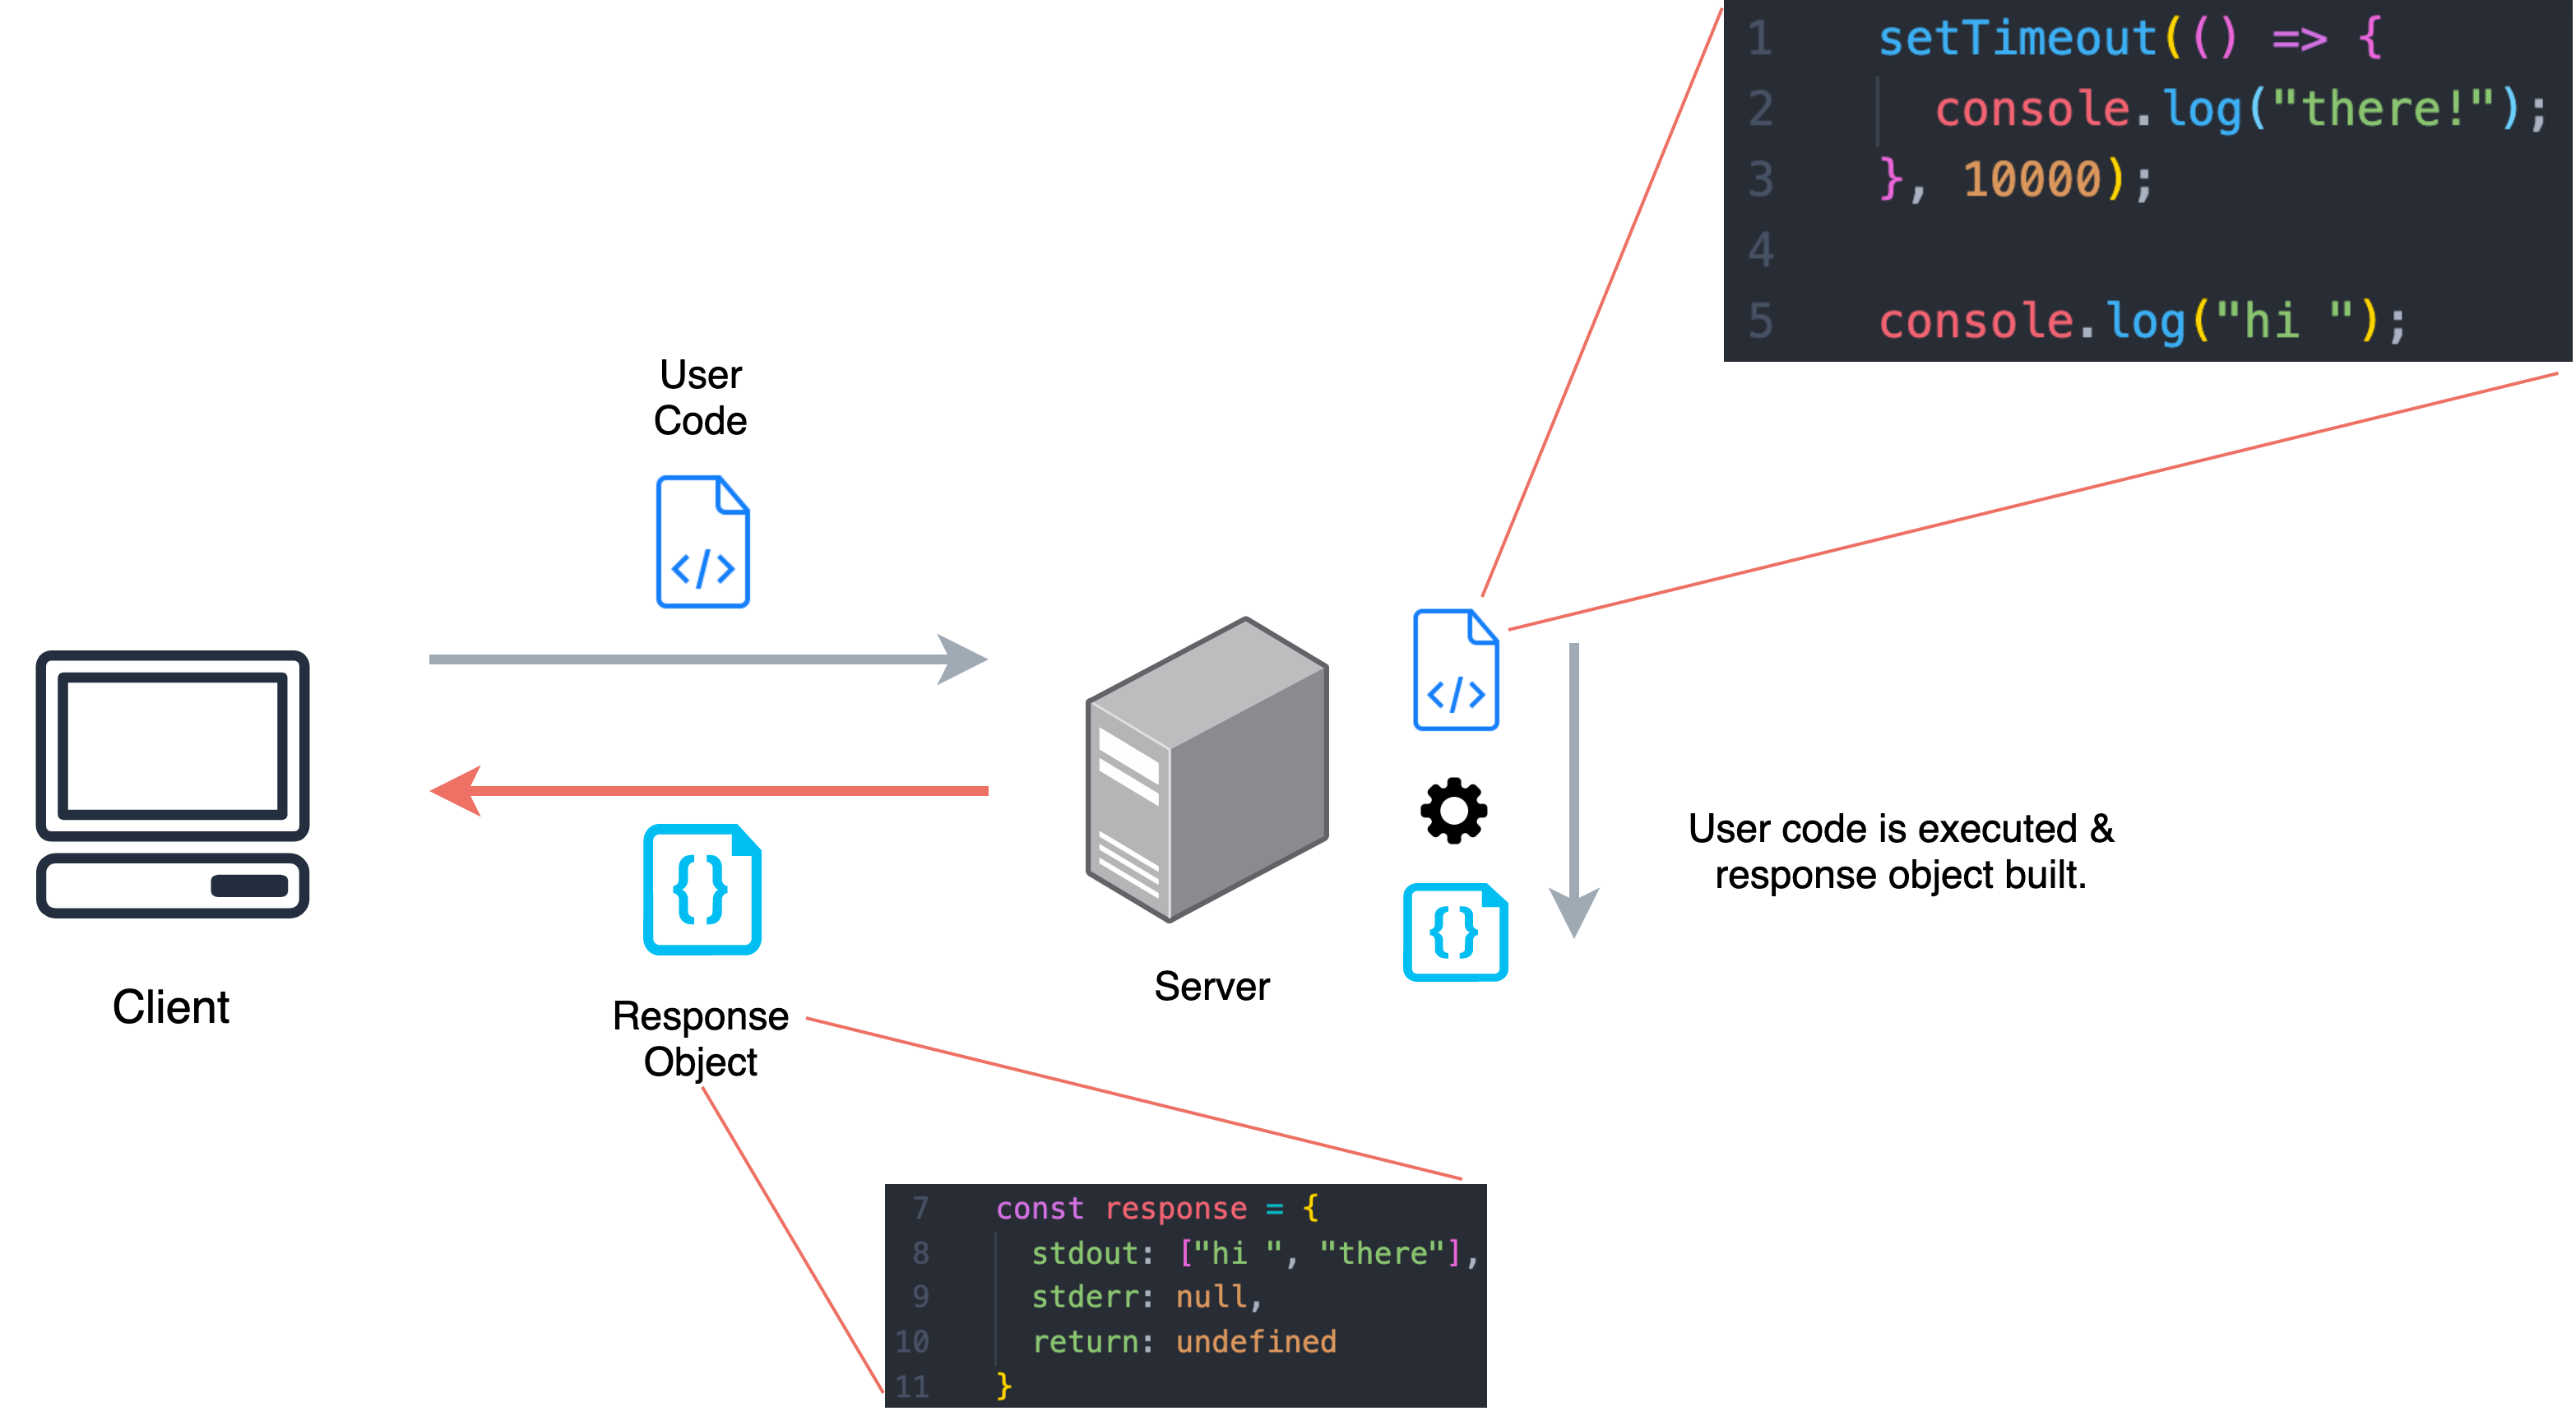 1 setTimeout(() => {
2 console.log("there!");
3 }, 10000);
4
5 console.log("hi ");
User
Code
</>
</>
User code is executed &
response object built.
{}
{}
Client
Server
Response
Object
7 const response = {
8 stdout: ["hi ", "there"],
9 stderr: null,
10 return: undefined
11 }